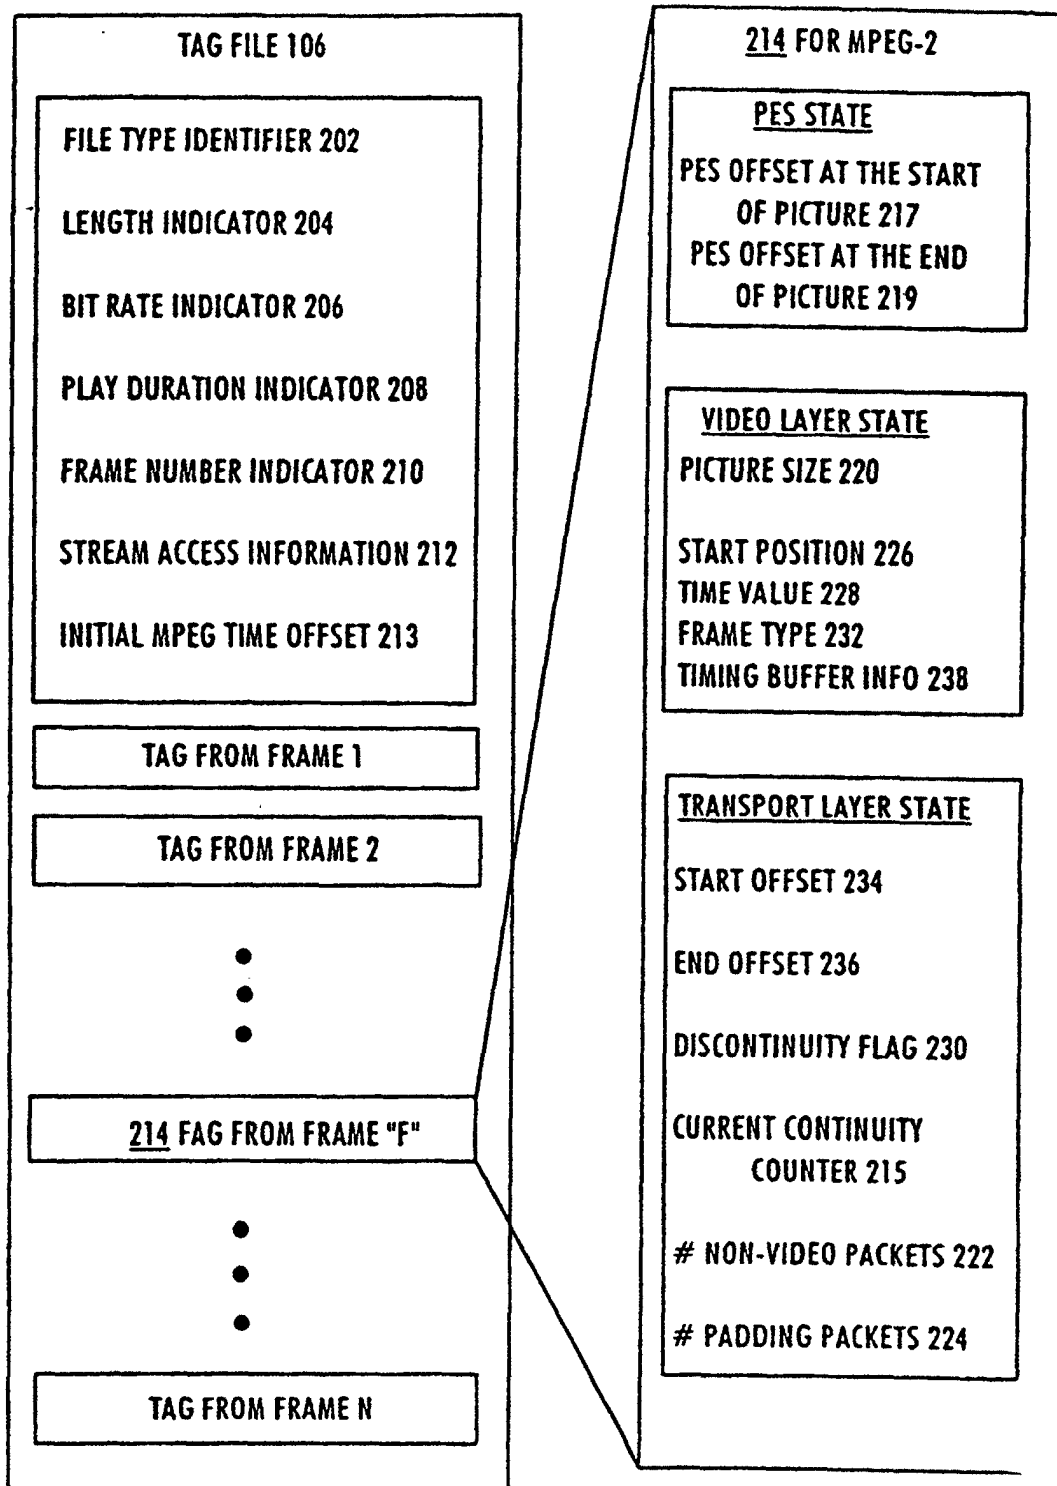 TAG FILE 106
FILE TYPE IDENTIFIER 202
LENGTH INDICATOR 204
BIT RATE INDICATOR 206
PLAY DURATION INDICATOR 208
FRAME NUMBER INDICATOR 210
STREAM ACCESS INFORMATION 212
INITIAL MPEG TIME OFFSET 213
TAG FROM FRAME 1
TAG FROM FRAME 2
214 FAG FROM FRAME "F"
TAG FROM FRAME N
214 FOR MPEG-2
PES STATE
PES OFFSET AT THE START
OF PICTURE 217
PES OFFSET AT THE END
OF PICTURE 219
VIDEO LAYER STATE
PICTURE SIZE 220
START POSITION 226
TIME VALUE 228
FRAME TYPE 232
TIMING BUFFER INFO 238
TRANSPORT LAYER STATE
START OFFSET 234
END OFFSET 236
DISCONTINUITY FLAG 230
CURRENT CONTINUITY
COUNTER 215
# NON-VIDEO PACKETS 222
# PADDING PACKETS 224